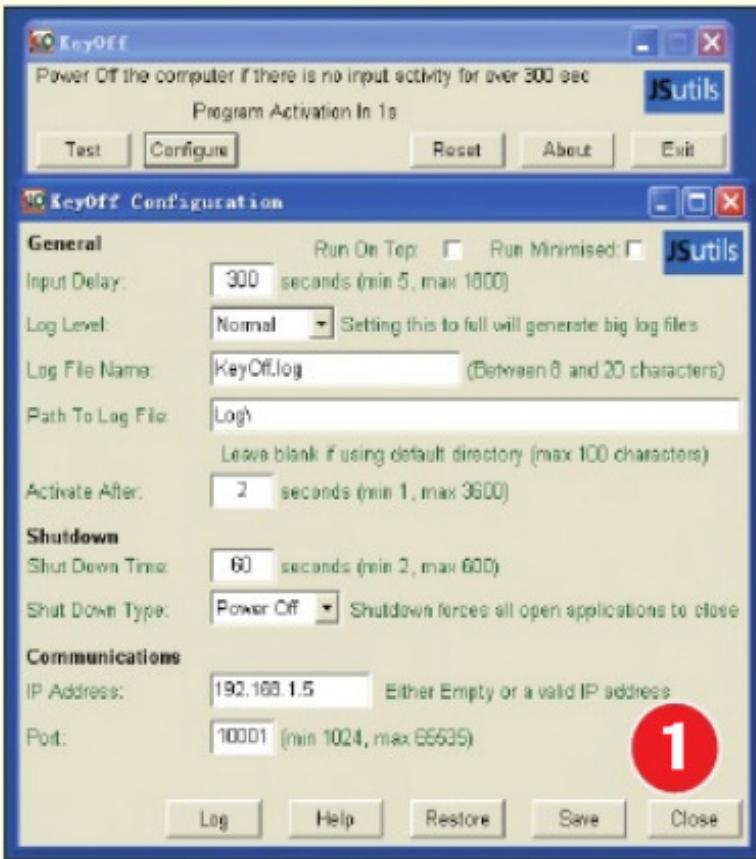 KeyOff
Power Off the computer if there is no input activity for over 300 sec
JSutils
Program Activation In 1s
Test Configure Reset About Exit
KeyOff Configuration
General
Run On Top: Run Minimised:
JSutils
Input Delay: 300 seconds (min 5, max 1800)
Log Level: Normal Setting this to full will generate big log files
Log File Name: KeyOff.log (Between 8 and 20 characters)
Path To Log File: Log\
Leave blank if using default directory (max 100 characters)
Activate After: 2 seconds (min 1, max 3600)
Shutdown
Shut Down Time: 60 seconds (min 2, max 600)
Shut Down Type: Power Off Shutdown forces all open applications to close
Communications
IP Address: 192.168.1.5 Either Empty or a valid IP address
Port: 10001 (min 1024, max 65535)
1
Log Help Restore Save Close